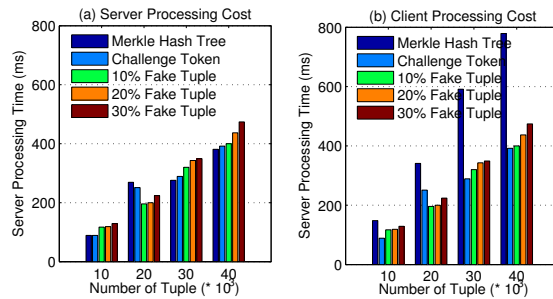 (a) Server Processing Cost
Server Processing Time (ms)
800
600
400
200
0
Merkle Hash Tree
Challenge Token
10% Fake Tuple
20% Fake Tuple
30% Fake Tuple
10 20 30 40
Number of Tuple (* 10³)
(b) Client Processing Cost
Server Processing Time (ms)
800
600
400
200
0
Merkle Hash Tree
Challenge Token
10% Fake Tuple
20% Fake Tuple
30% Fake Tuple
10 20 30 40
Number of Tuple (* 10³)